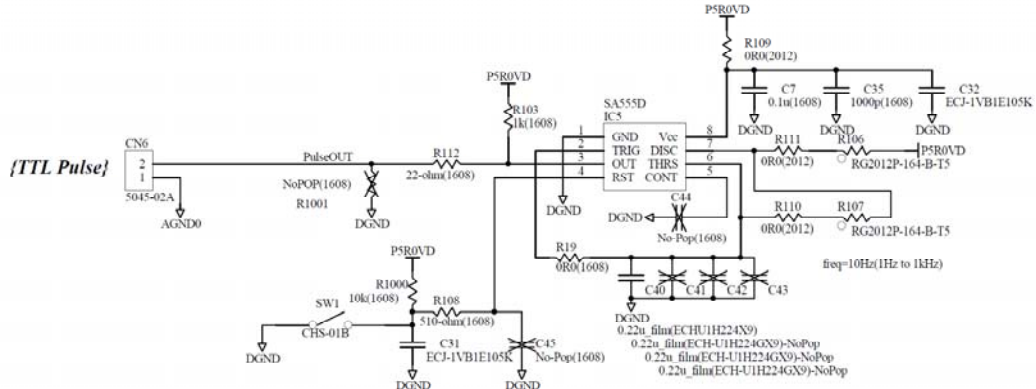 P5R0VD
R109
0R0(2012)
P5R0VD
R103
1k(1608)
SA555D
IC5
C7
0.1u(1608)
C35
1000p(1608)
C32
ECJ-1VB1E105K
DGND
DGND
DGND
1 GND Vcc 8
2 TRIG DISC 7
3 OUT THRS 6
4 RST CONT 5
R111
0R0(2012)
R106
RG2012P-164-B-T5
P5R0VD
CN6
2
1
5045-02A
{TTL Pulse}
PulseOUT
R112
22-ohm(1608)
NoPOP(1608)
R1001
AGND0
DGND
DGND
DGND
C44
No-Pop(1608)
R110
0R0(2012)
R107
RG2012P-164-B-T5
P5R0VD
R19
0R0(1608)
freq=10Hz(1Hz to 1kHz)
R1000
10k(1608)
R108
510-ohm(1608)
C40
C41
C42
C43
SW1
CHS-01B
DGND
C31
ECJ-1VB1E105K
C45
No-Pop(1608)
DGND
0.22u_film(ECHU1H224X9)
0.22u_film(ECH-U1H224GX9)-NoPop
0.22u_film(ECH-U1H224GX9)-NoPop
0.22u_film(ECH-U1H224GX9)-NoPop
DGND
DGND